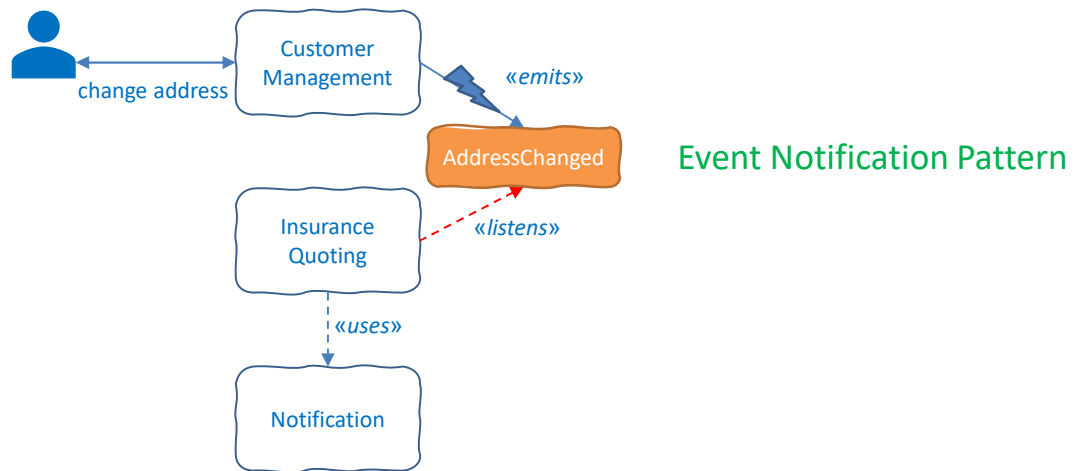 Customer
Management
change address
«emits»
AddressChanged
Event Notification Pattern
Insurance
Quoting
«listens»
«uses»
Notification